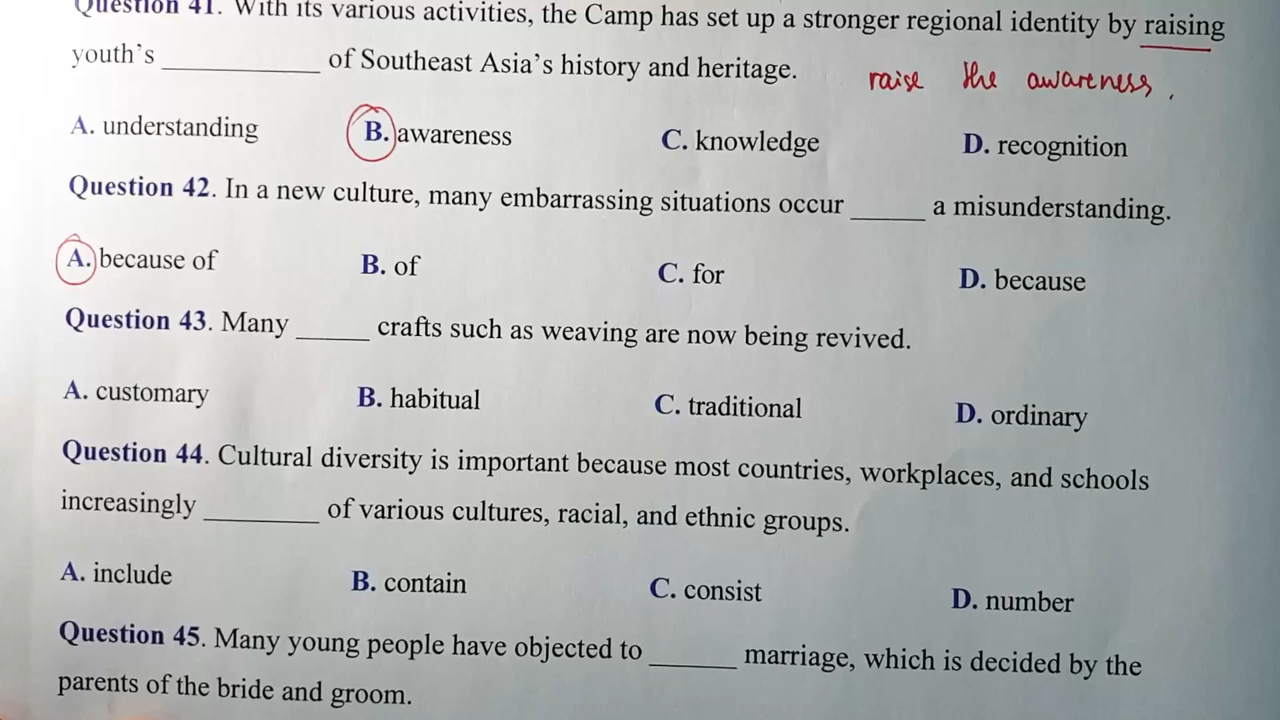 Question 41. With its various activities, the Camp has set up a stronger regional identity by raising
youth's __________ of Southeast Asia's history and heritage.
raise the awareness.
A. understanding B. awareness C. knowledge D. recognition
Question 42. In a new culture, many embarrassing situations occur _____ a misunderstanding.
A. because of B. of C. for D. because
Question 43. Many _____ crafts such as weaving are now being revived.
A. customary B. habitual C. traditional D. ordinary
Question 44. Cultural diversity is important because most countries, workplaces, and schools
increasingly ________ of various cultures, racial, and ethnic groups.
A. include B. contain C. consist D. number
Question 45. Many young people have objected to ______ marriage, which is decided by the
parents of the bride and groom.